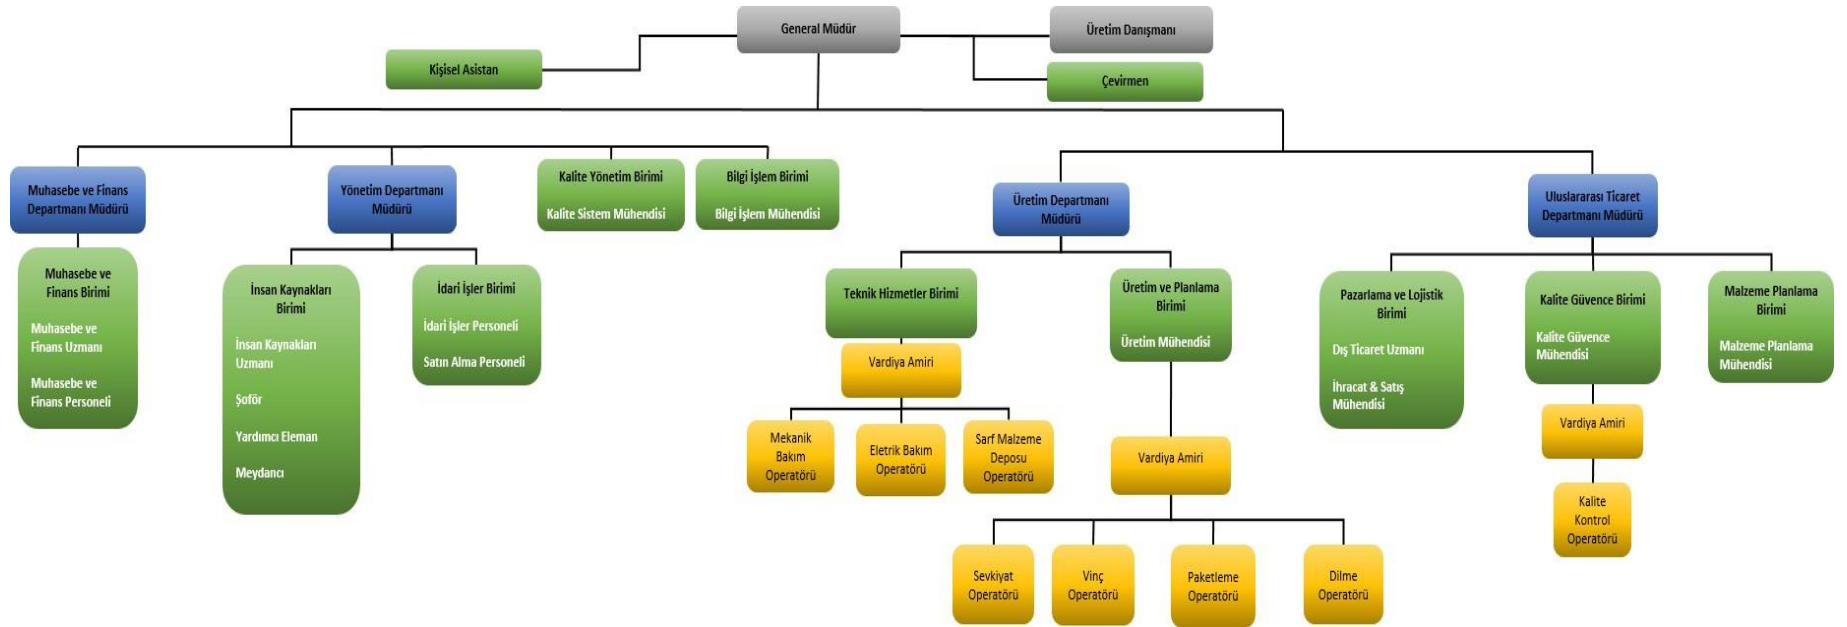 General Müdür
Üretim Danışmanı
Kişisel Asistan
Çevirmen
Muhasebe ve Finans
Departmanı Müdürü
Yönetim Departmanı
Müdürü
Kalite Yönetim Birimi
Kalite Sistem Mühendisi
Bilgi İşlem Birimi
Bilgi İşlem Mühendisi
Üretim Departmanı
Müdürü
Uluslararası Ticaret
Departmanı Müdürü
Muhasebe ve
Finans Birimi
Muhasebe ve
Finans Uzmanı
Muhasebe ve
Finans Personeli
İnsan Kaynakları
Birimi
İnsan Kaynakları
Uzmanı
Şoför
Yardımcı Eleman
Meydancı
İdari İşler Birimi
İdari İşler Personeli
Satın Alma Personeli
Teknik Hizmetler Birimi
Vardiya Amiri
Mekanik
Bakım
Operatörü
Eletrik Bakım
Operatörü
Sarf Malzeme
Deposu
Operatörü
Üretim ve Planlama
Birimi
Üretim Mühendisi
Vardiya Amiri
Sevkiyat
Operatörü
Vinç
Operatörü
Paketleme
Operatörü
Dilme
Operatörü
Pazarlama ve Lojistik
Birimi
Dış Ticaret Uzmanı
İhracat & Satış
Mühendisi
Kalite Güvence Birimi
Kalite Güvence
Mühendisi
Vardiya Amiri
Kalite
Kontrol
Operatörü
Malzeme Planlama
Birimi
Malzeme Planlama
Mühendisi